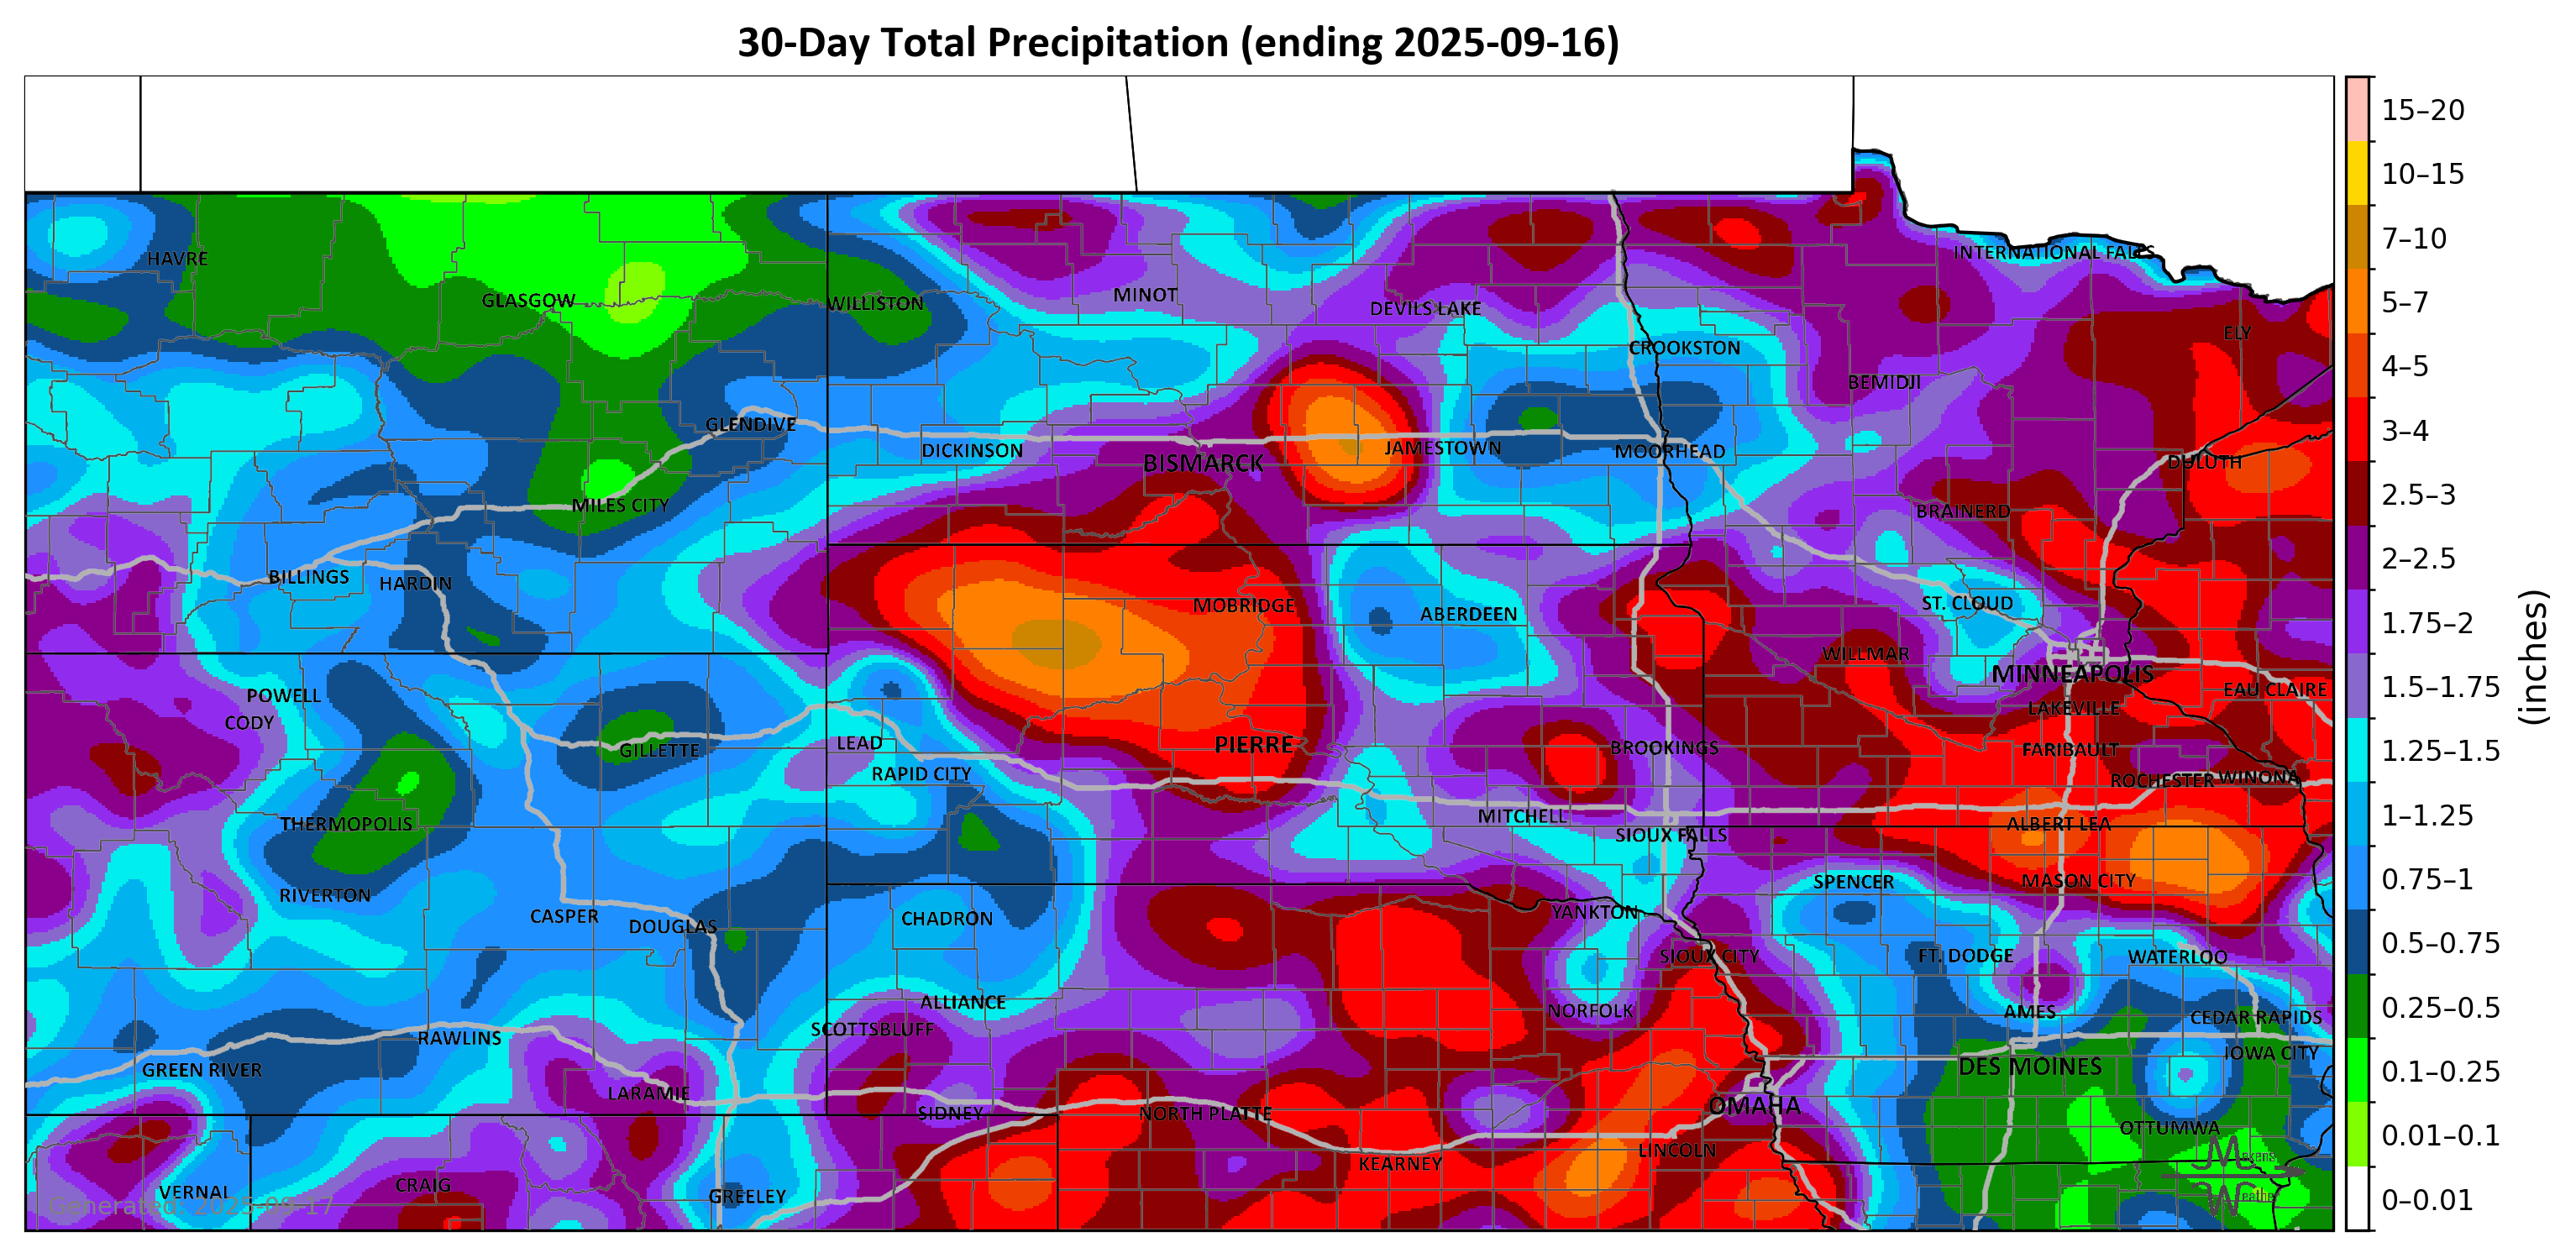 30-Day Total Precipitation (ending 2025-09-16)
15–20
10–15
7–10
5–7
4–5
3–4
2.5–3
2–2.5
1.75–2
1.5–1.75
1.25–1.5
1–1.25
0.75–1
0.5–0.75
0.25–0.5
0.1–0.25
0.01–0.1
0–0.01
(inches)
HAVRE
INTERNATIONAL FALLS
GLASGOW
WILLISTON
MINOT
DEVILS LAKE
ELY
CROOKSTON
BEMIDJI
GLENDIVE
DICKINSON
BISMARCK
JAMESTOWN
MOORHEAD
DULUTH
MILES CITY
BRAINERD
BILLINGS
HARDIN
MOBRIDGE
ABERDEEN
ST. CLOUD
WILLMAR
MINNEAPOLIS
POWELL
EAU CLAIRE
CODY
LAKEVILLE
GILLETTE
LEAD
PIERRE
BROOKINGS
FARIBAULT
RAPID CITY
ROCHESTER
WINONA
THERMOPOLIS
MITCHELL
SIOUX FALLS
ALBERT LEA
RIVERTON
SPENCER
MASON CITY
CASPER
DOUGLAS
CHADRON
YANKTON
SIOUX CITY
FT. DODGE
WATERLOO
ALLIANCE
NORFOLK
AMES
CEDAR RAPIDS
RAWLINS
SCOTTSBLUFF
IOWA CITY
GREEN RIVER
DES MOINES
LARAMIE
SIDNEY
NORTH PLATTE
OMAHA
OTTUMWA
KEARNEY
LINCOLN
VERNAL
CRAIG
GREELEY
Generated: 2025-09-17
Makens
Weather